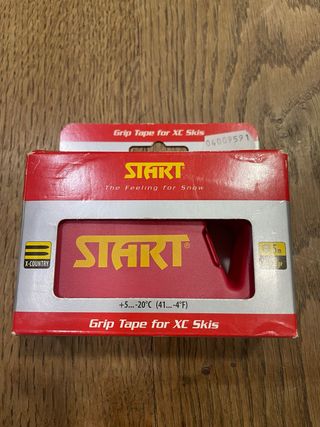 Grip Tape for XC Skis
04009591
START
The Feeling for Snow
START®
X-COUNTRY
5m
+5...-20°C (41...-4°F)
Grip Tape for XC Skis